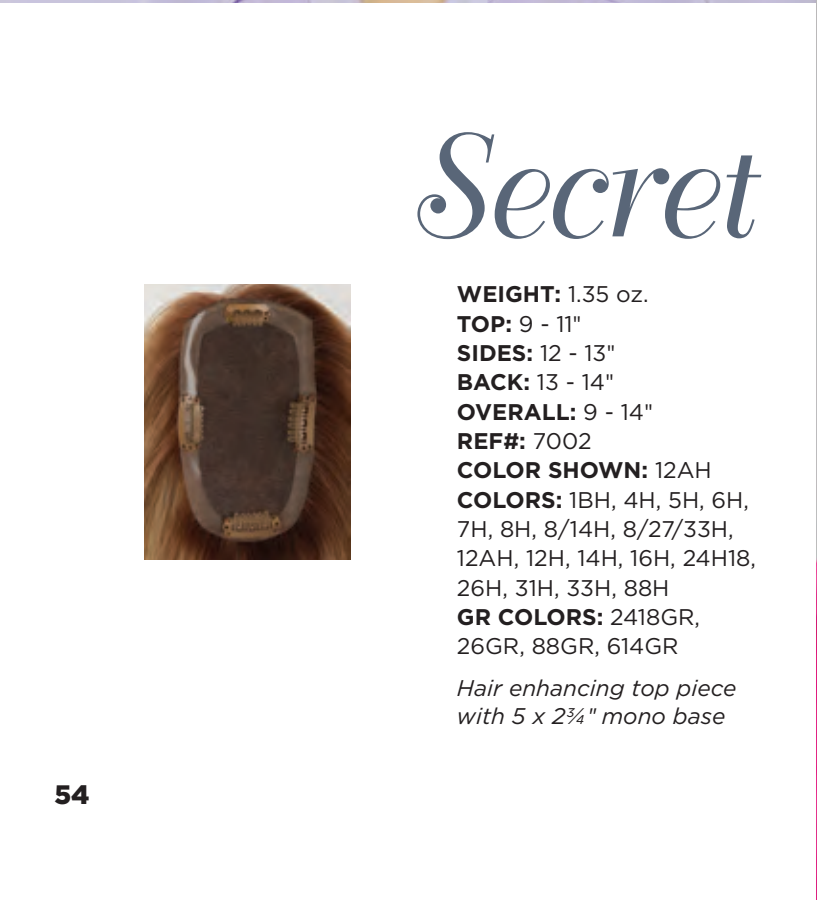 Secret
WEIGHT: 1.35 oz.
TOP: 9 - 11"
SIDES: 12 - 13"
BACK: 13 - 14"
OVERALL: 9 - 14"
REF#: 7002
COLOR SHOWN: 12AH
COLORS: 1BH, 4H, 5H, 6H,
7H, 8H, 8/14H, 8/27/33H,
12AH, 12H, 14H, 16H, 24H18,
26H, 31H, 33H, 88H
GR COLORS: 2418GR,
26GR, 88GR, 614GR
Hair enhancing top piece
with 5 x 2¾" mono base
54